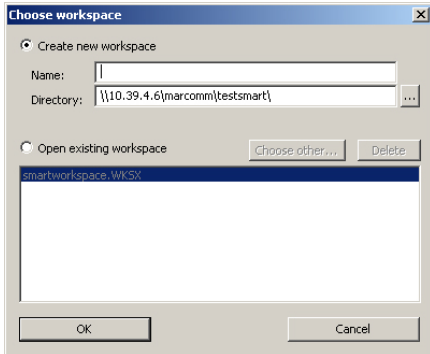 Choose workspace
Create new workspace
Name:
Directory: \\10.39.4.6\marcomm\testsmart\ ...
Open existing workspace Choose other... Delete
smartworkspace.WKSX
OK Cancel